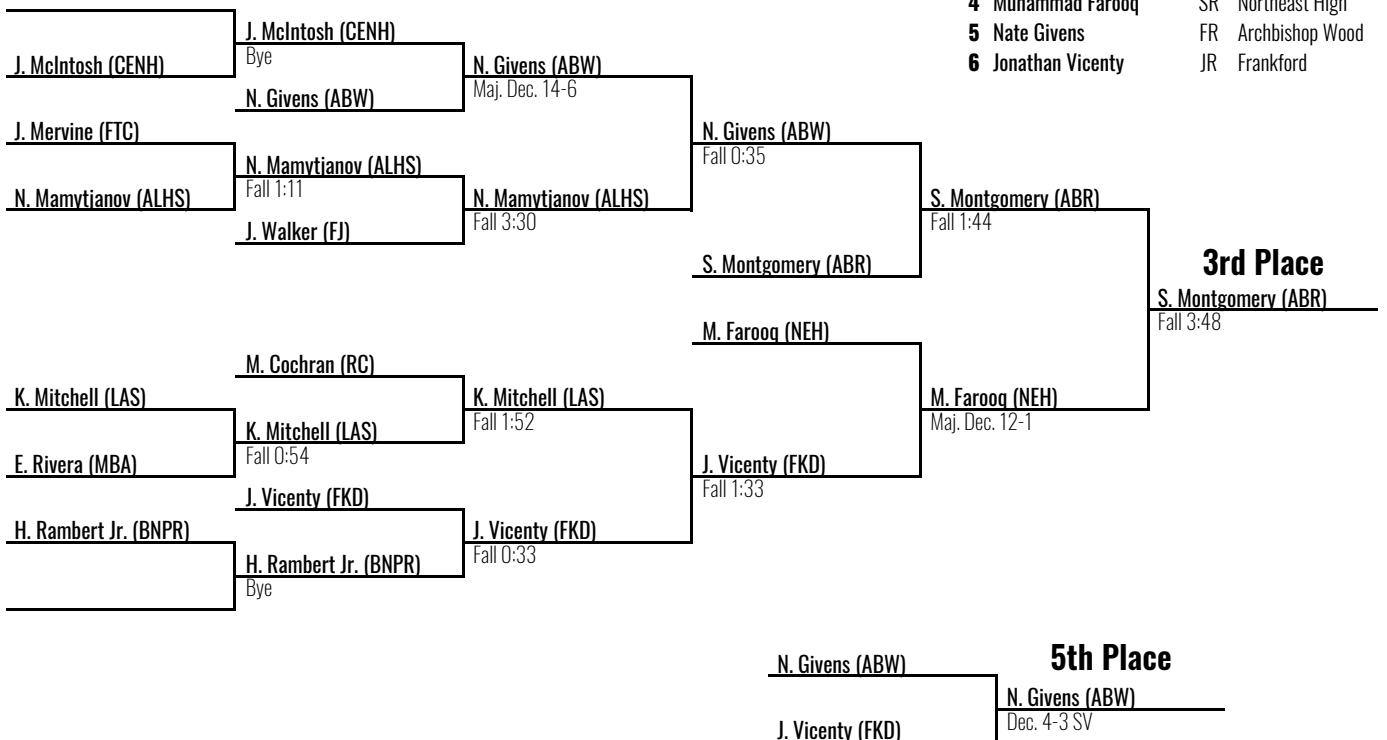 4 Muhammad Farooq SR Northeast High
5 Nate Givens FR Archbishop Wood
6 Jonathan Vicenty JR Frankford
J. McIntosh (CENH)
J. McIntosh (CENH)
Bye
N. Givens (ABW)
N. Givens (ABW)
Maj. Dec. 14-6
J. Mervine (FTC)
N. Mamytjanov (ALHS)
N. Mamytjanov (ALHS)
Fall 1:11
J. Walker (FJ)
N. Mamytjanov (ALHS)
Fall 3:30
N. Givens (ABW)
Fall 0:35
S. Montgomery (ABR)
S. Montgomery (ABR)
Fall 1:44
M. Farooq (NEH)
M. Cochran (RC)
K. Mitchell (LAS)
E. Rivera (MBA)
K. Mitchell (LAS)
Fall 0:54
K. Mitchell (LAS)
Fall 1:52
J. Vicenty (FKD)
H. Rambert Jr. (BNPR)
H. Rambert Jr. (BNPR)
Bye
J. Vicenty (FKD)
Fall 0:33
J. Vicenty (FKD)
Fall 1:33
M. Farooq (NEH)
Maj. Dec. 12-1
3rd Place
S. Montgomery (ABR)
Fall 3:48
5th Place
N. Givens (ABW)
J. Vicenty (FKD)
N. Givens (ABW)
Dec. 4-3 SV